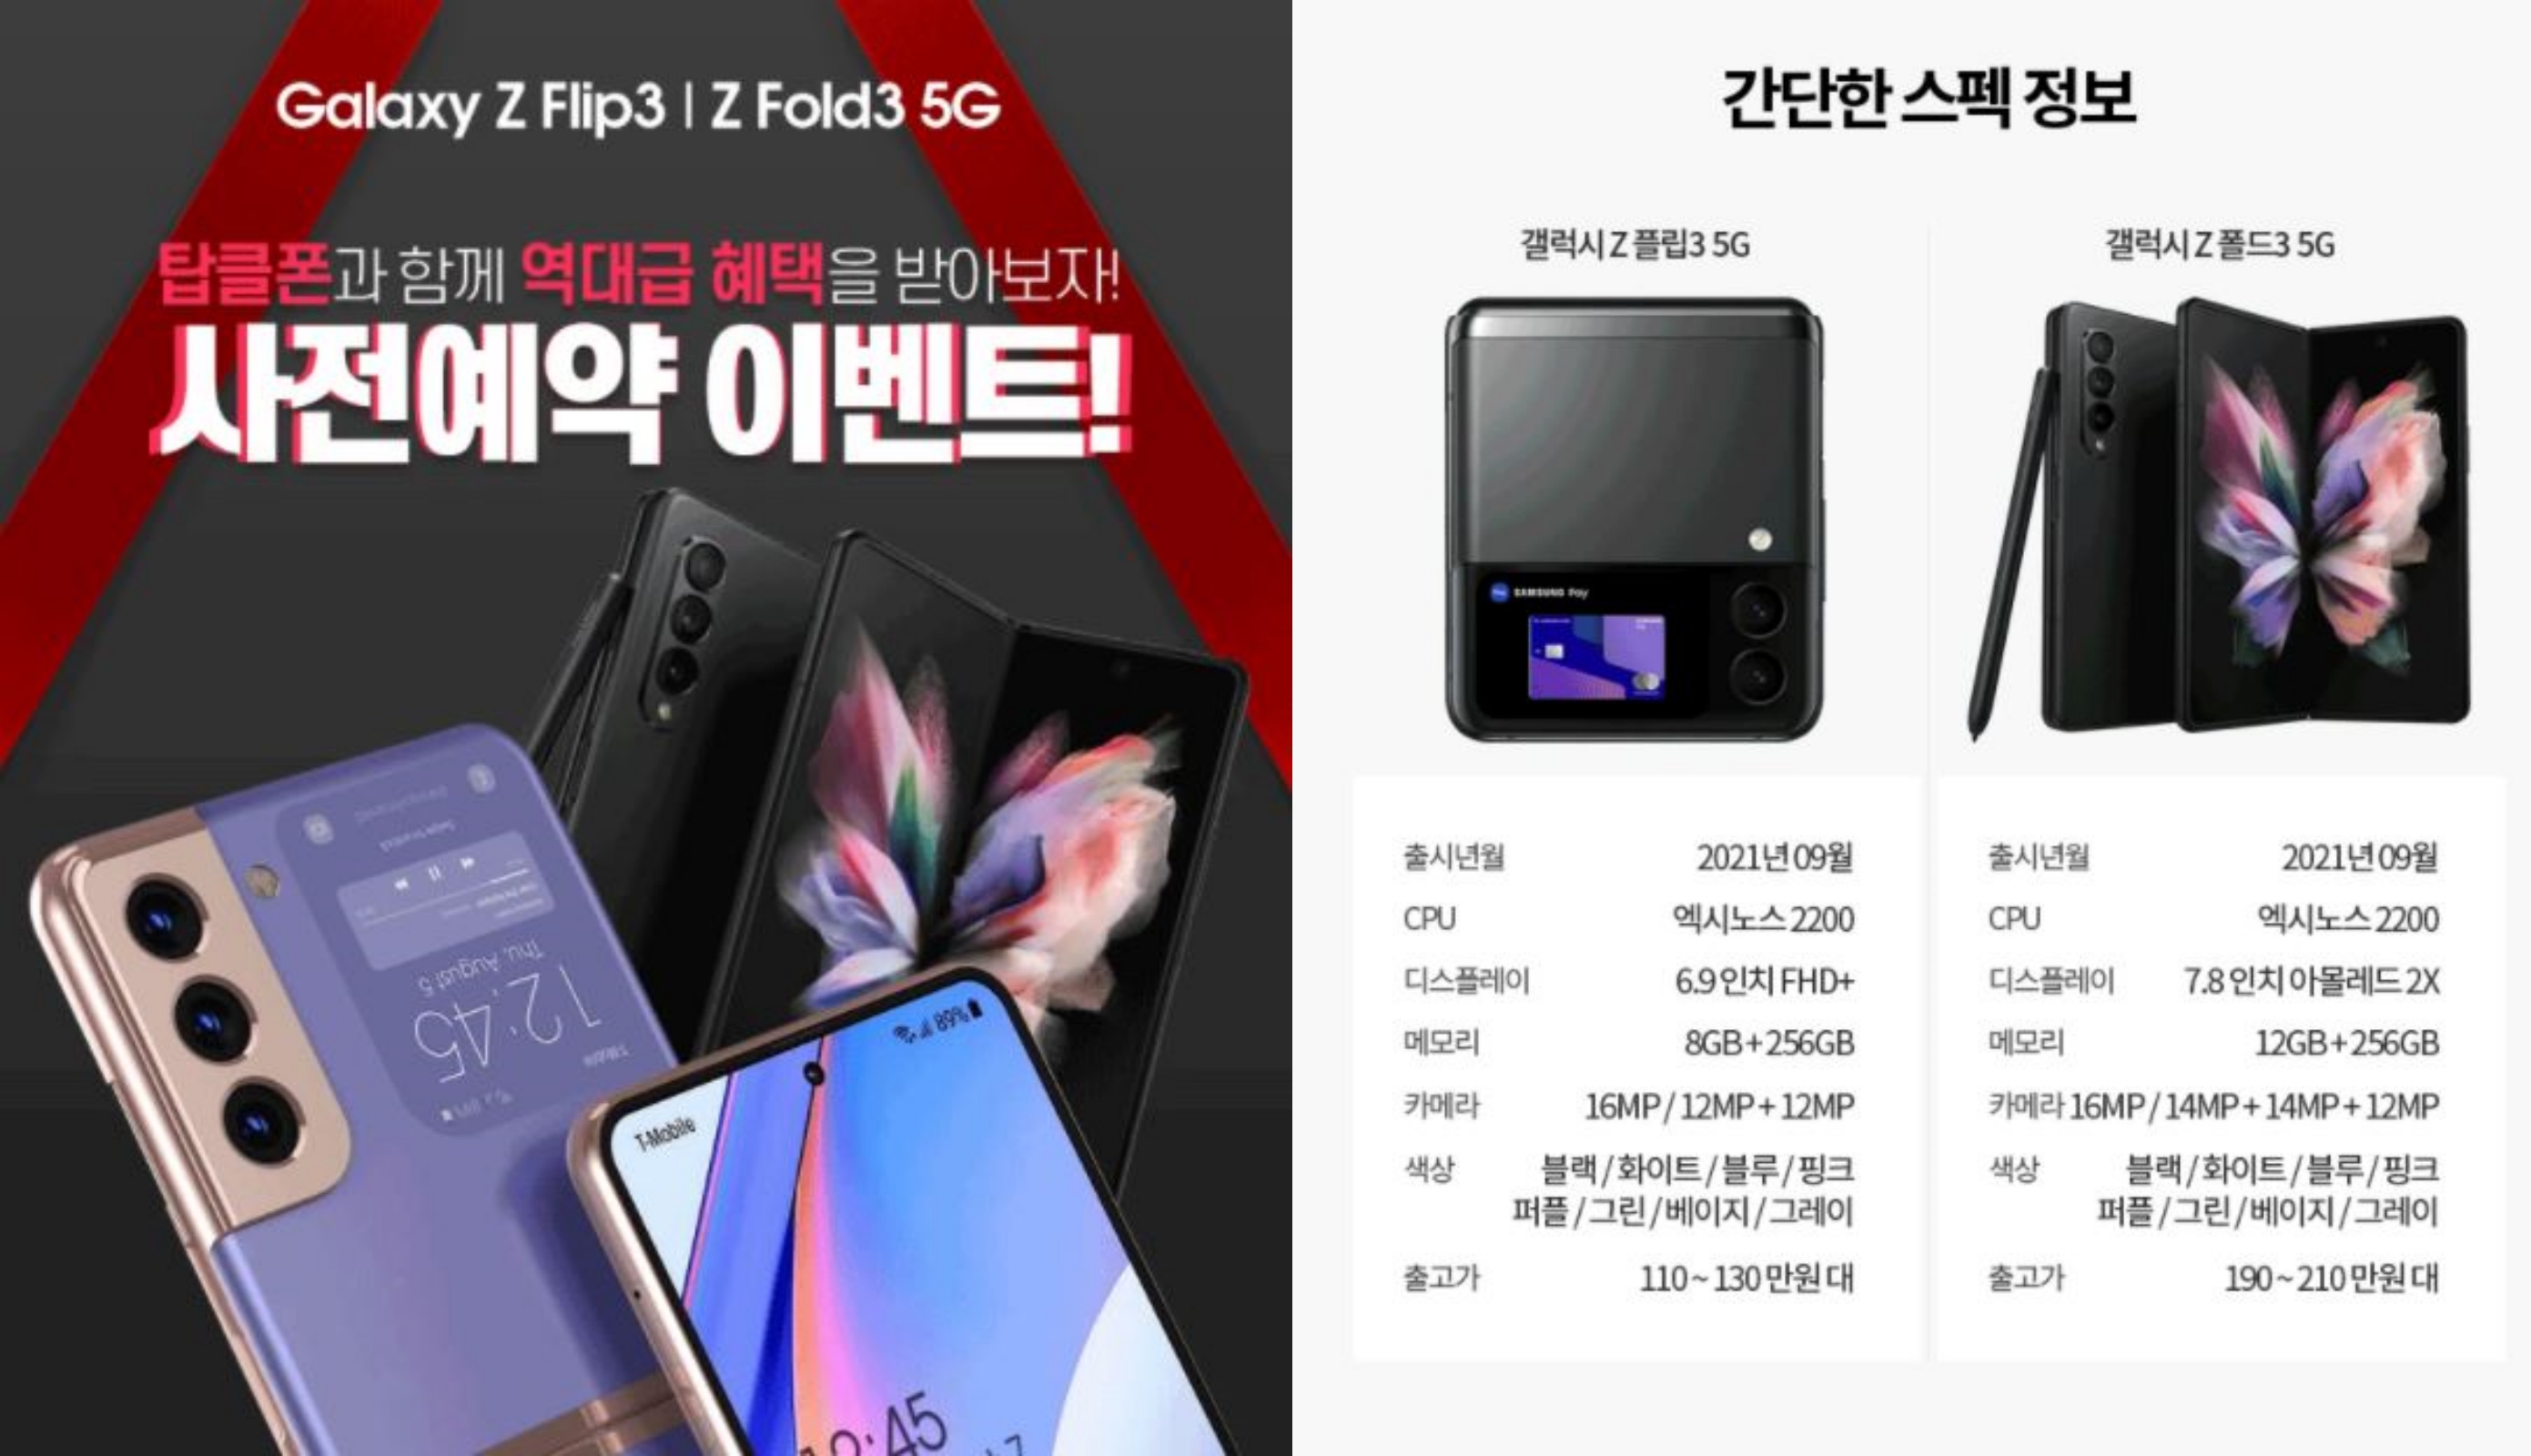 Galaxy Z Flip3 | Z Fold3 5G
탑클폰과 함께 역대급 혜택을 받아보자!
사전예약 이벤트!
12:45
Thu, August 5
T-Mobile
89%
T-Mobile
12:45
간단한 스펙 정보
갤럭시 Z 플립3 5G
SAMSUNG Pay
출시년월 2021년 09월
CPU 엑시노스 2200
디스플레이 6.9 인치 FHD+
메모리 8GB + 256GB
카메라 16MP / 12MP + 12MP
색상 블랙 / 화이트 / 블루 / 핑크
퍼플 / 그린 / 베이지 / 그레이
출고가 110 ~ 130 만원 대
갤럭시 Z 폴드3 5G
출시년월 2021년 09월
CPU 엑시노스 2200
디스플레이 7.8 인치 아몰레드 2X
메모리 12GB + 256GB
카메라 16MP / 14MP + 14MP + 12MP
색상 블랙 / 화이트 / 블루 / 핑크
퍼플 / 그린 / 베이지 / 그레이
출고가 190 ~ 210 만원 대